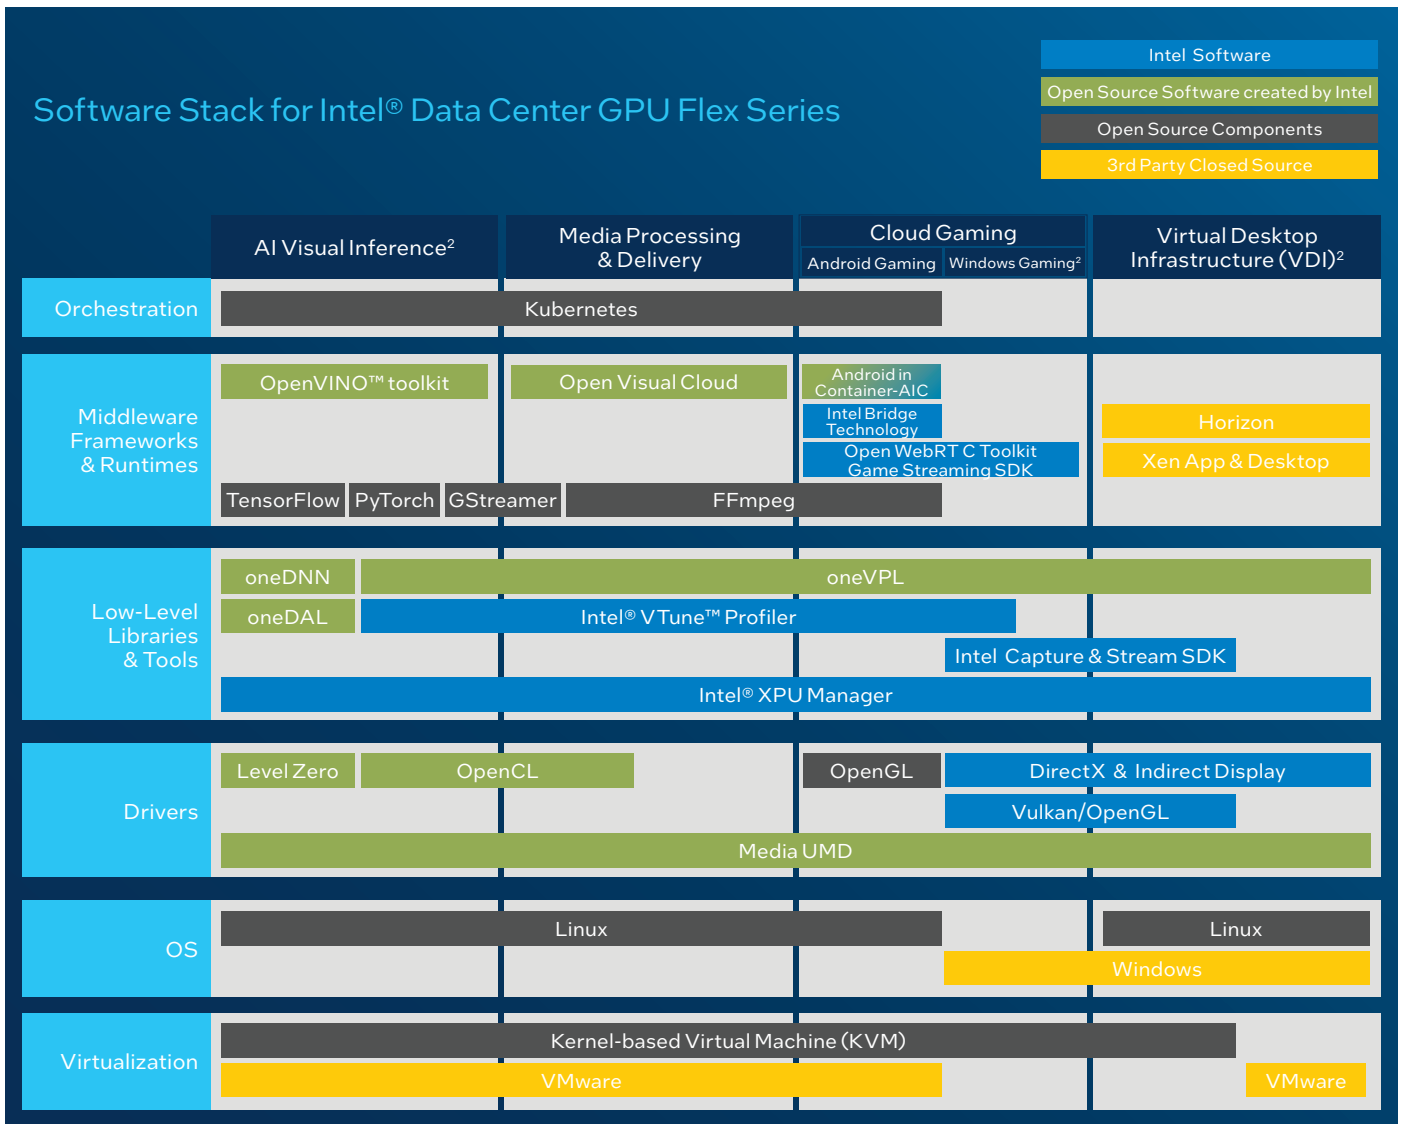 Intel Software
Open Source Software created by Intel
Software Stack for Intel® Data Center GPU Flex Series
Open Source Components
3rd Party Closed Source
AI Visual Inference²
Media Processing
& Delivery
Cloud Gaming
Android Gaming
Windows Gaming²
Virtual Desktop
Infrastructure (VDI)²
Orchestration
Kubernetes
Middleware
Frameworks
& Runtimes
OpenVINO™ toolkit
Open Visual Cloud
Android in
Container-AIC
Intel Bridge
Technology
Horizon
Open WebRT C Toolkit
Game Streaming SDK
Xen App & Desktop
TensorFlow
PyTorch
GStreamer
FFmpeg
Low-Level
Libraries
& Tools
oneDNN
oneVPL
oneDAL
Intel® VTune™ Profiler
Intel Capture & Stream SDK
Intel® XPU Manager
Drivers
Level Zero
OpenCL
OpenGL
DirectX & Indirect Display
Vulkan/OpenGL
Media UMD
OS
Linux
Linux
Windows
Virtualization
Kernel-based Virtual Machine (KVM)
VMware
VMware